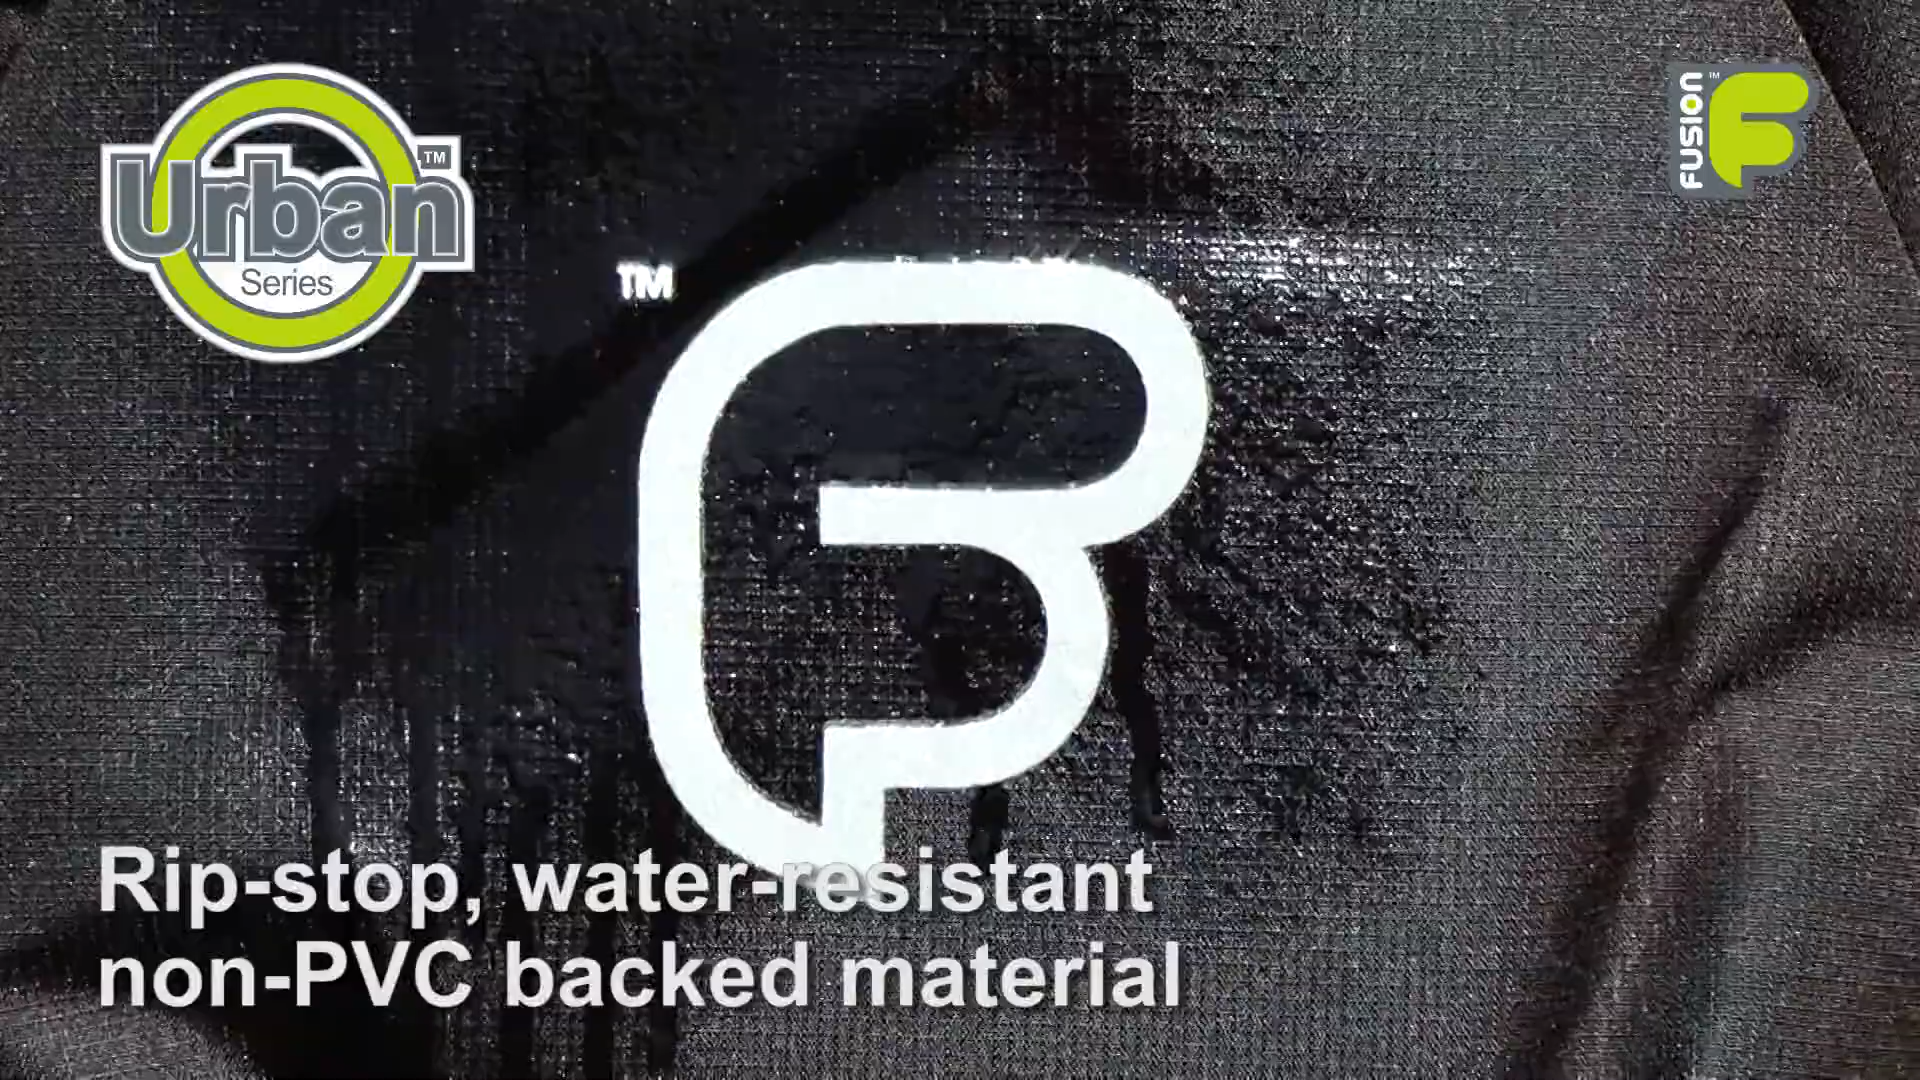 Urban™
Series
FUSION™
™
Rip-stop, water-resistant
non-PVC backed material